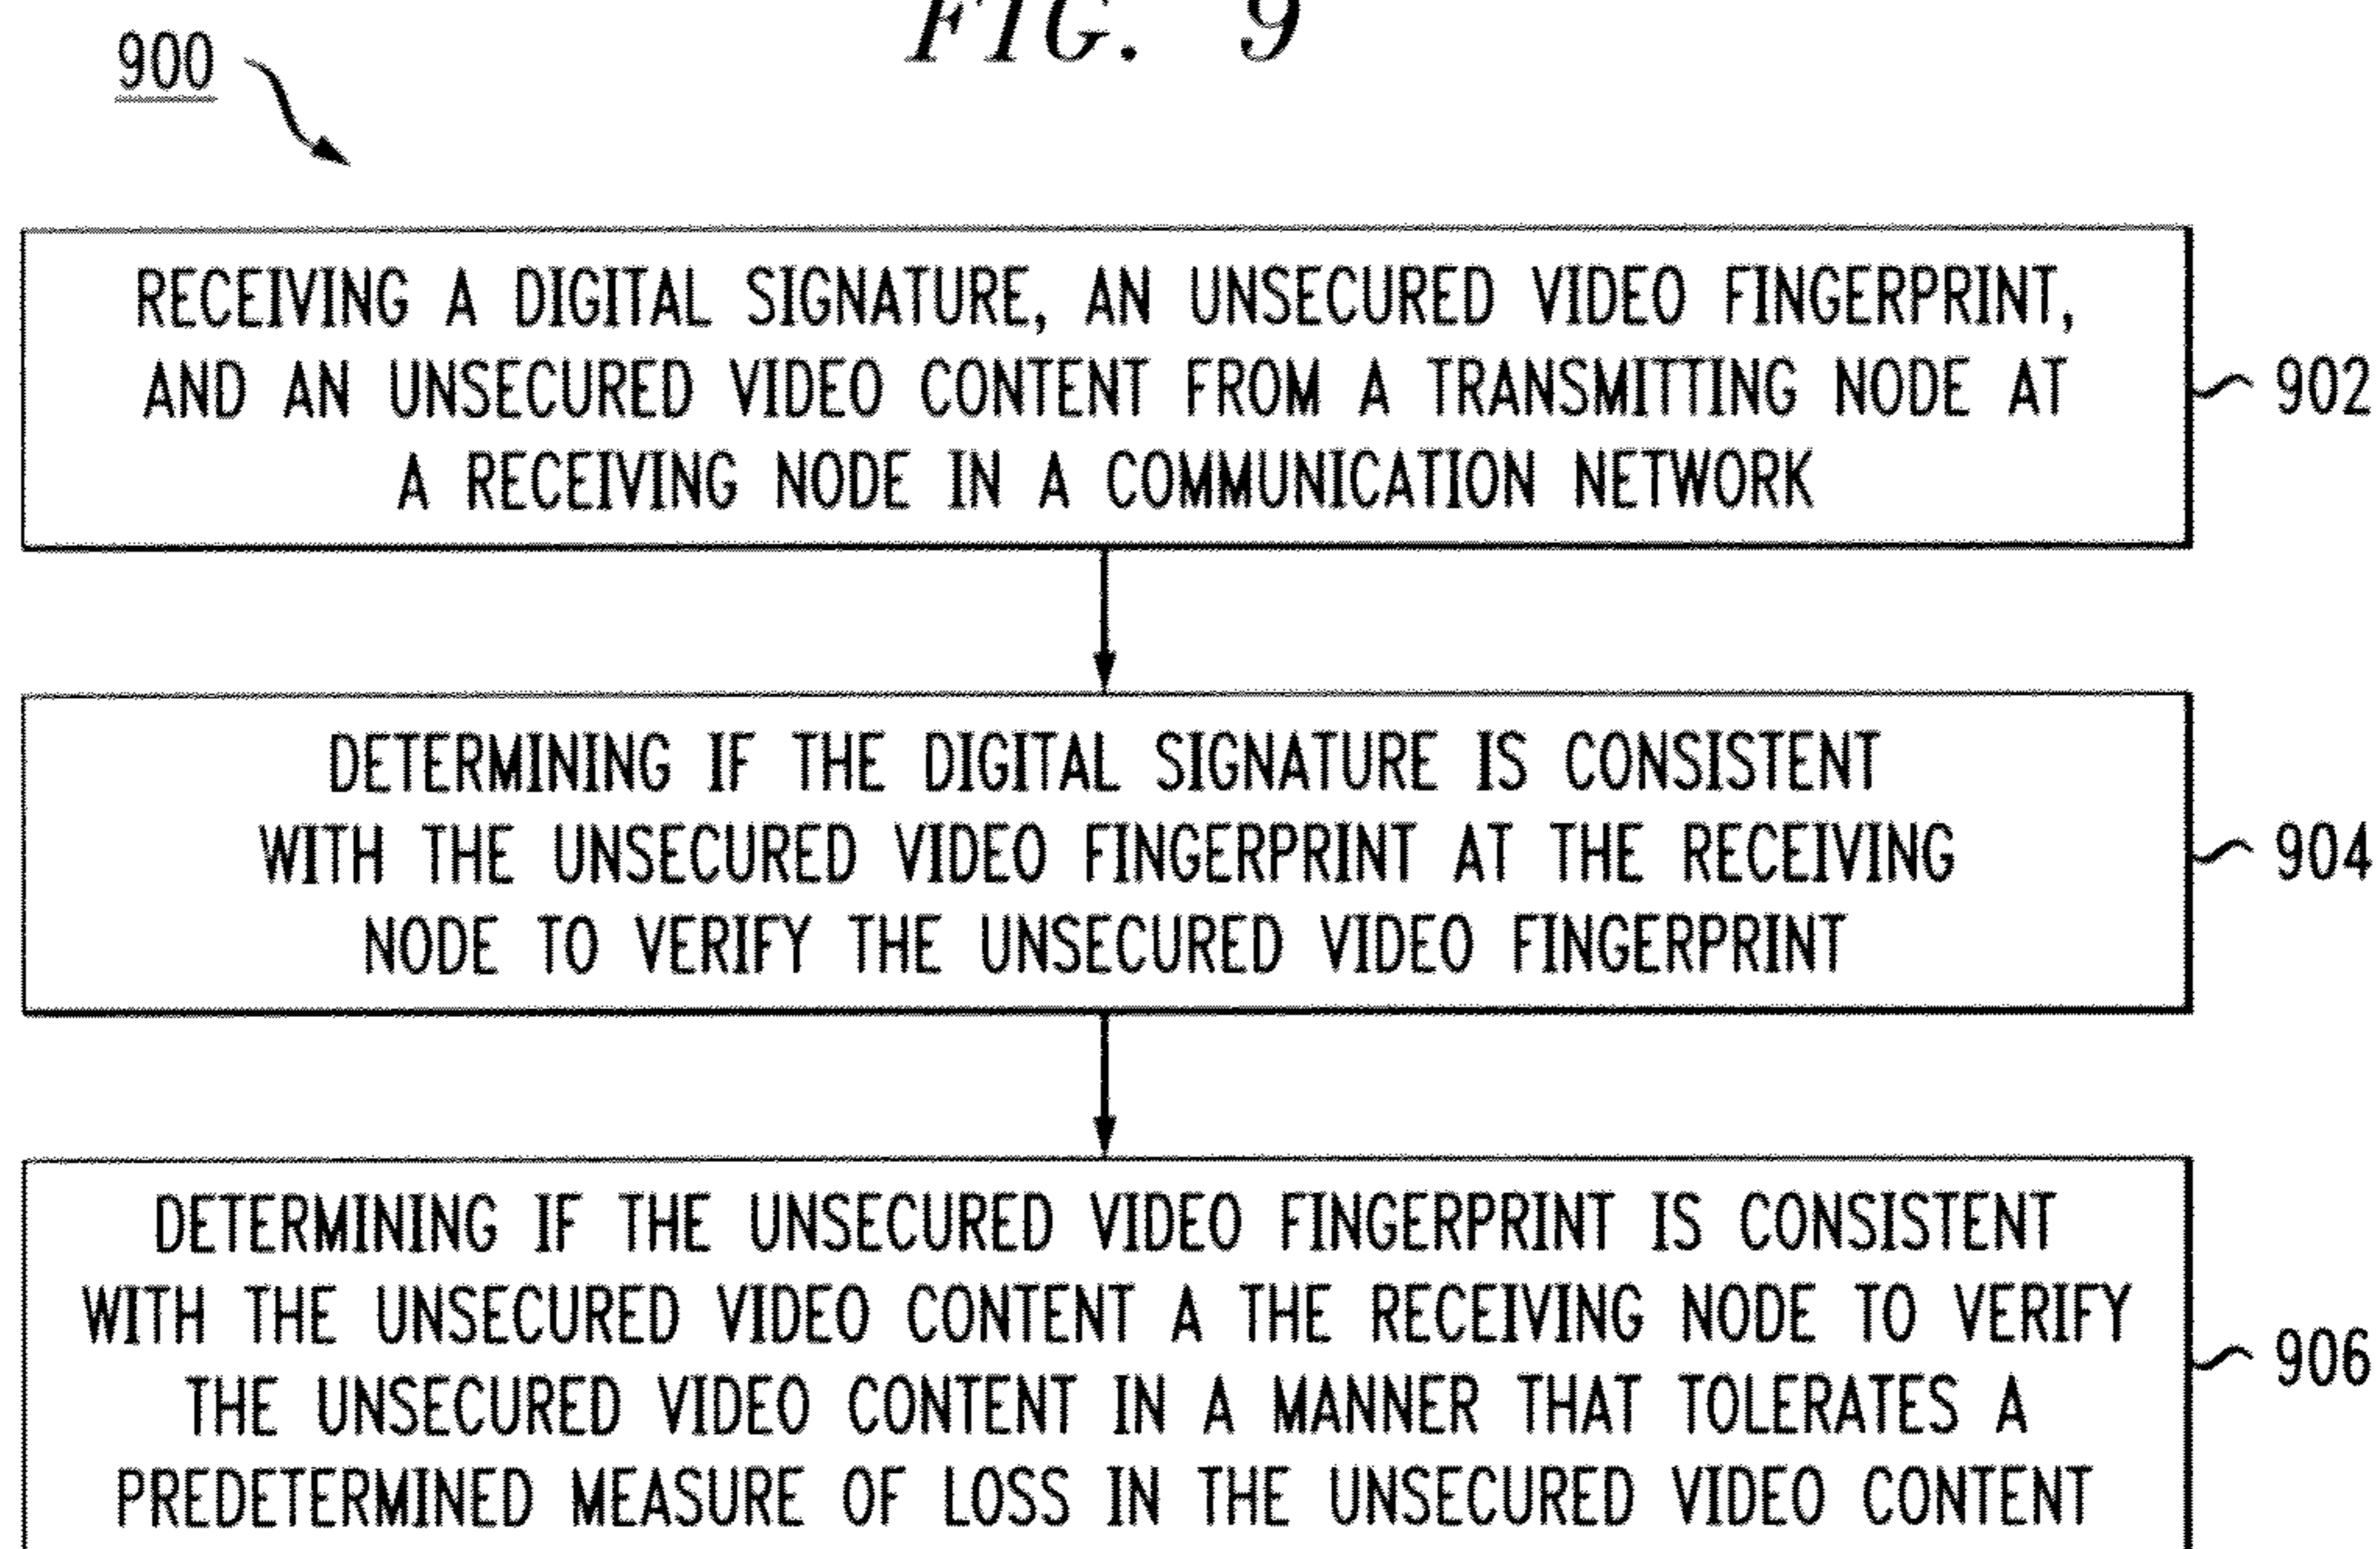 FIG. 9
900
RECEIVING A DIGITAL SIGNATURE, AN UNSECURED VIDEO FINGERPRINT,
AND AN UNSECURED VIDEO CONTENT FROM A TRANSMITTING NODE AT
A RECEIVING NODE IN A COMMUNICATION NETWORK
902
DETERMINING IF THE DIGITAL SIGNATURE IS CONSISTENT
WITH THE UNSECURED VIDEO FINGERPRINT AT THE RECEIVING
NODE TO VERIFY THE UNSECURED VIDEO FINGERPRINT
904
DETERMINING IF THE UNSECURED VIDEO FINGERPRINT IS CONSISTENT
WITH THE UNSECURED VIDEO CONTENT A THE RECEIVING NODE TO VERIFY
THE UNSECURED VIDEO CONTENT IN A MANNER THAT TOLERATES A
PREDETERMINED MEASURE OF LOSS IN THE UNSECURED VIDEO CONTENT
906